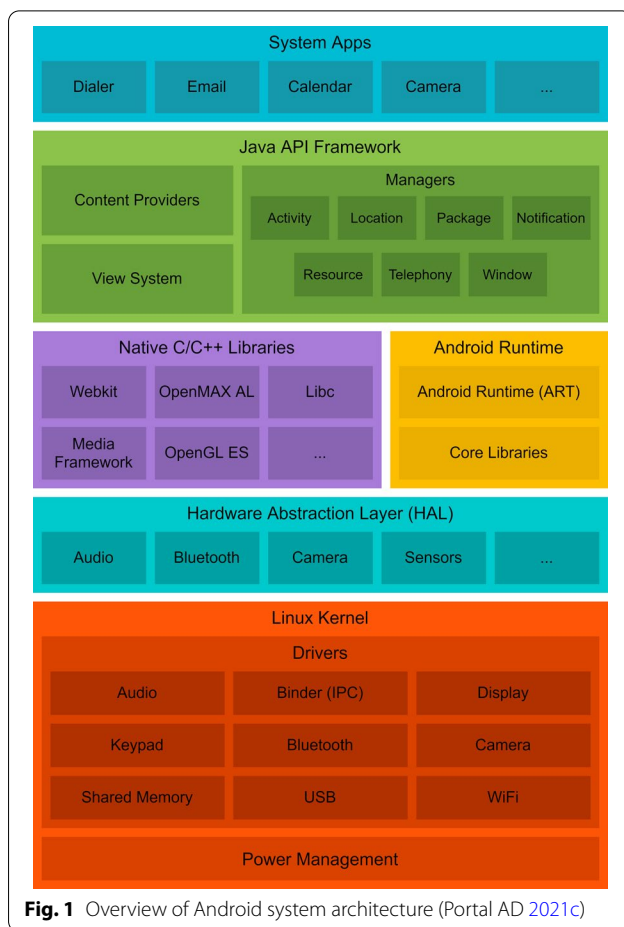 System Apps
Dialer
Email
Calendar
Camera
...
Java API Framework
Content Providers
View System
Managers
Activity
Location
Package
Notification
Resource
Telephony
Window
Native C/C++ Libraries
Webkit
OpenMAX AL
Libc
Media
Framework
OpenGL ES
...
Android Runtime
Android Runtime (ART)
Core Libraries
Hardware Abstraction Layer (HAL)
Audio
Bluetooth
Camera
Sensors
...
Linux Kernel
Drivers
Audio
Binder (IPC)
Display
Keypad
Bluetooth
Camera
Shared Memory
USB
WiFi
Power Management
Fig. 1 Overview of Android system architecture (Portal AD 2021c)